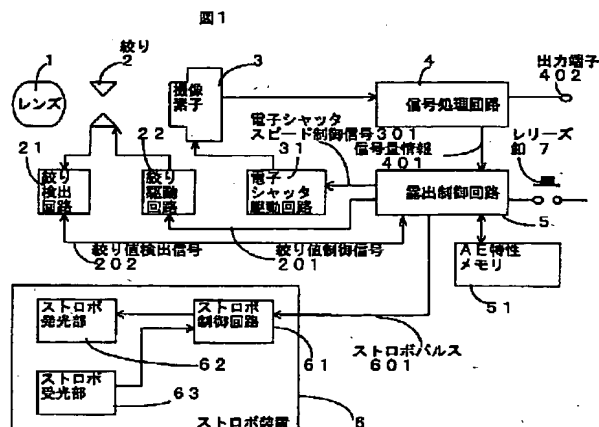 図1
1
レンズ
絞り
2
3
撮像
素子
4
信号処理回路
出力端子
402
21
22
絞り
検出
回路
絞り
駆動
回路
電子シャッタ
スピード制御信号301
31
電子
シャッタ
駆動回路
信号量情報
401
レリーズ
釦 7
露出制御回路
5
絞り値検出信号
202
絞り値制御信号
201
AE特性
メモリ
51
ストロボ
発光部
62
ストロボ
制御回路
61
ストロボパルス
601
ストロボ
受光部
63
ストロボ装置
6